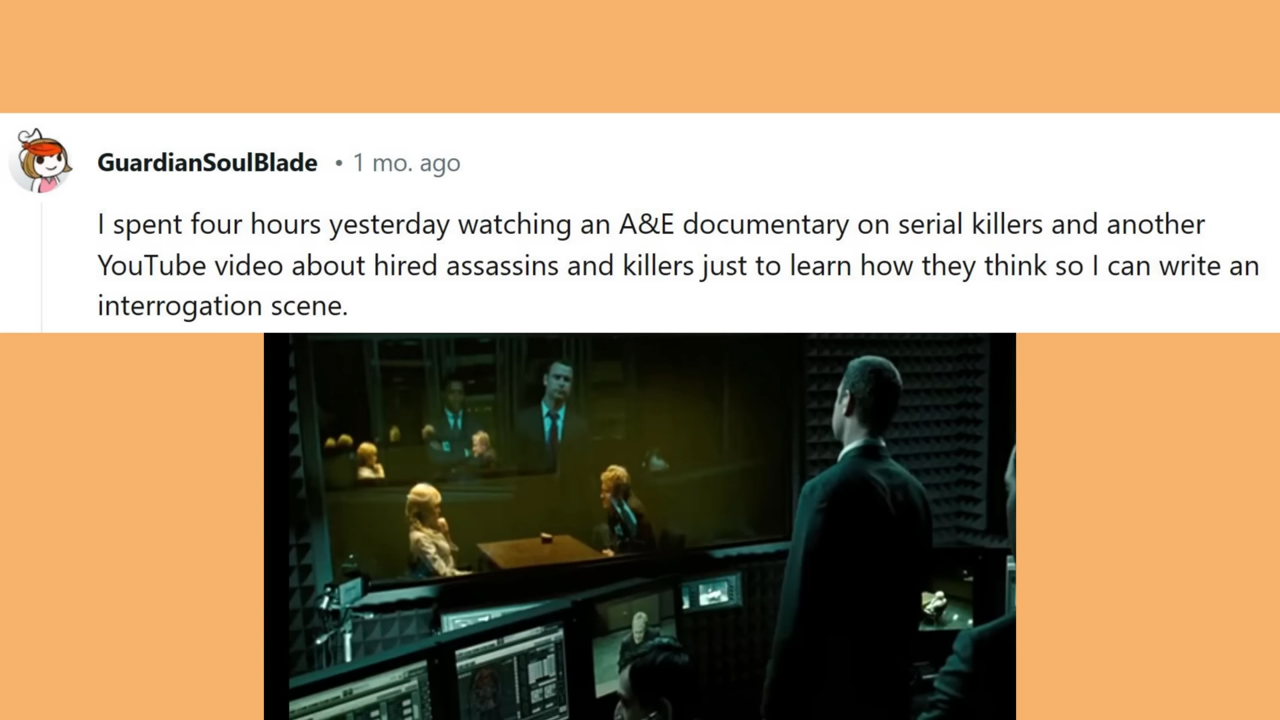 GuardianSoulBlade • 1 mo. ago
I spent four hours yesterday watching an A&E documentary on serial killers and another
YouTube video about hired assassins and killers just to learn how they think so I can write an
interrogation scene.